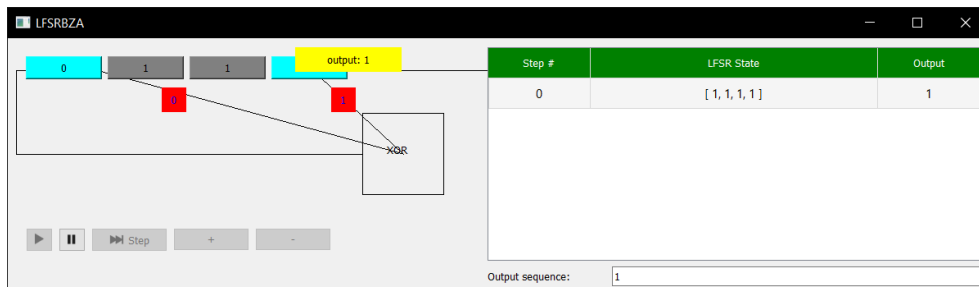 LFSRBZA
0 1 1 output: 1
0 1
XOR
Step + -
Step # LFSR State Output
0 [ 1, 1, 1, 1 ] 1
Output sequence: 1